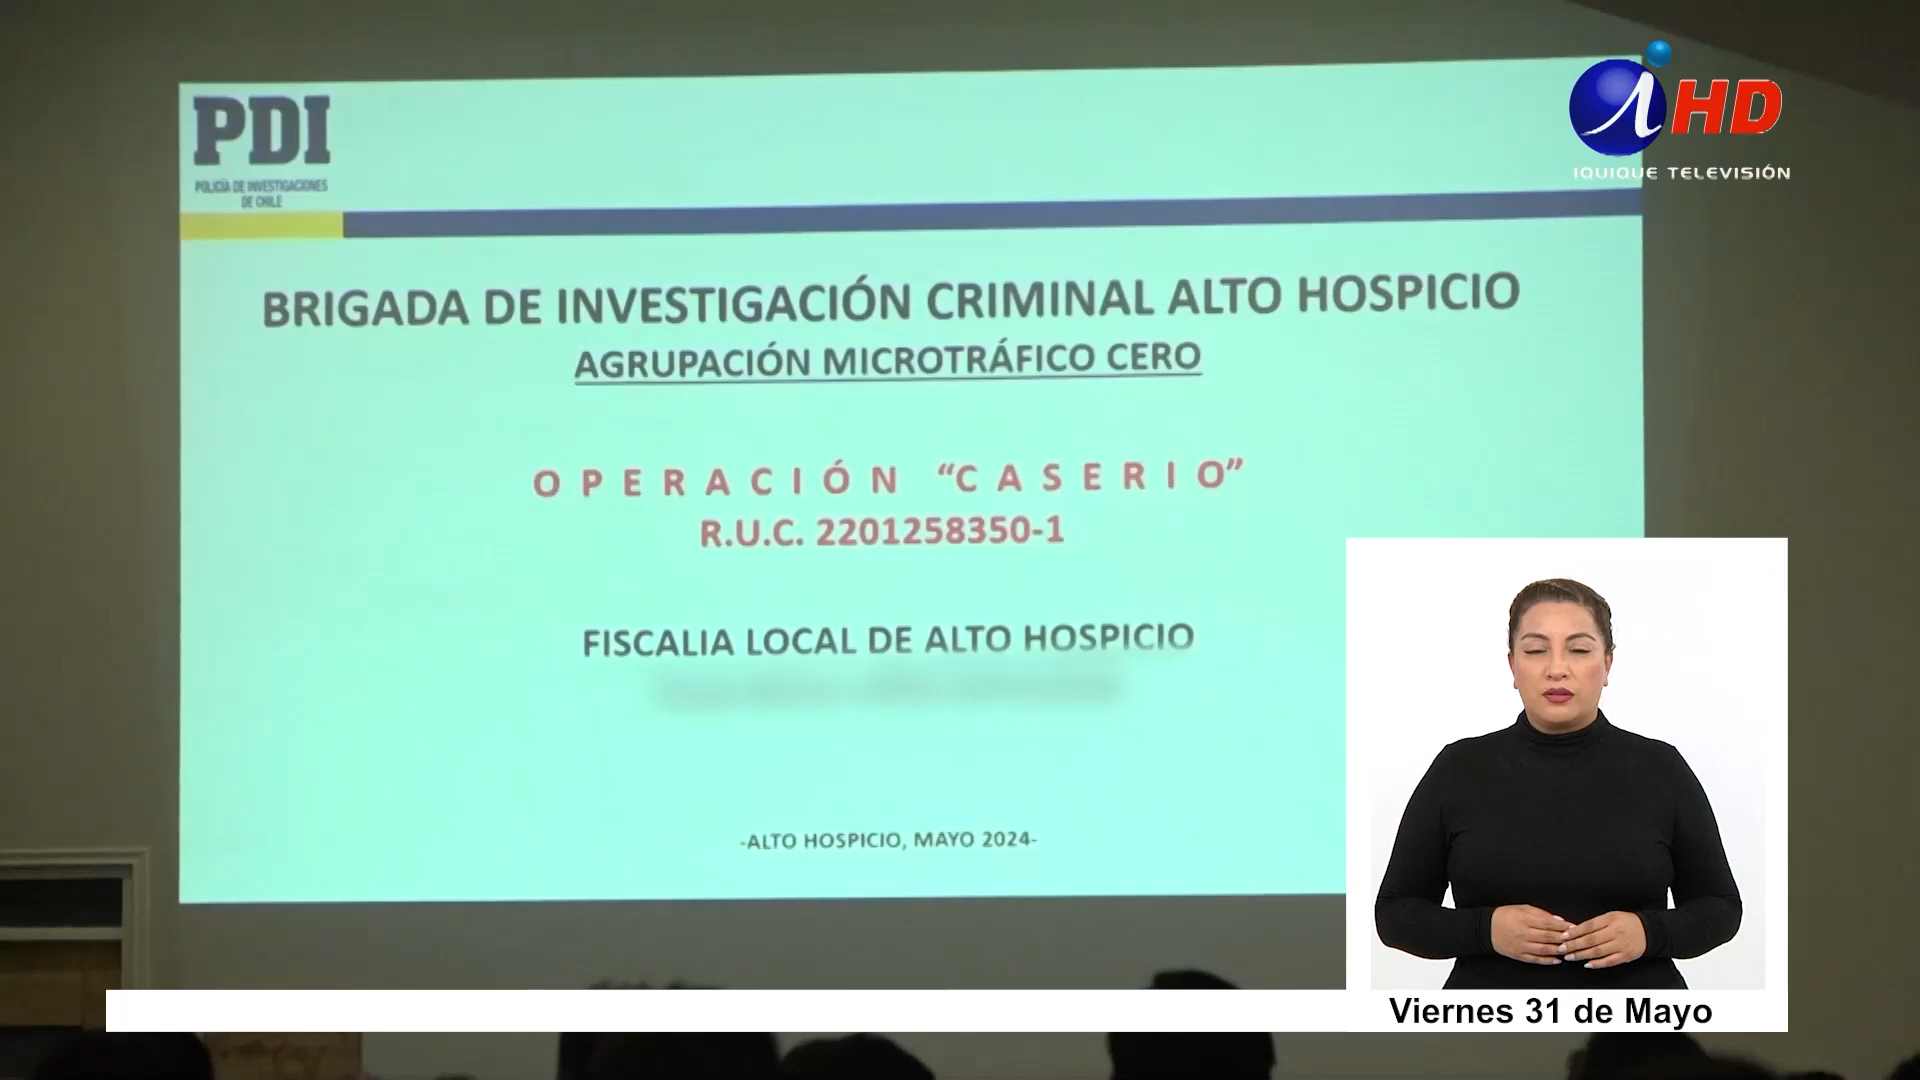 PDI
POLICÍA DE INVESTIGACIONES
DE CHILE
HD
IQUIQUE TELEVISIÓN
BRIGADA DE INVESTIGACIÓN CRIMINAL ALTO HOSPICIO
AGRUPACIÓN MICROTRÁFICO CERO
OPERACIÓN “CASERIO”
R.U.C. 2201258350-1
FISCALIA LOCAL DE ALTO HOSPICIO
-ALTO HOSPICIO, MAYO 2024-
Viernes 31 de Mayo